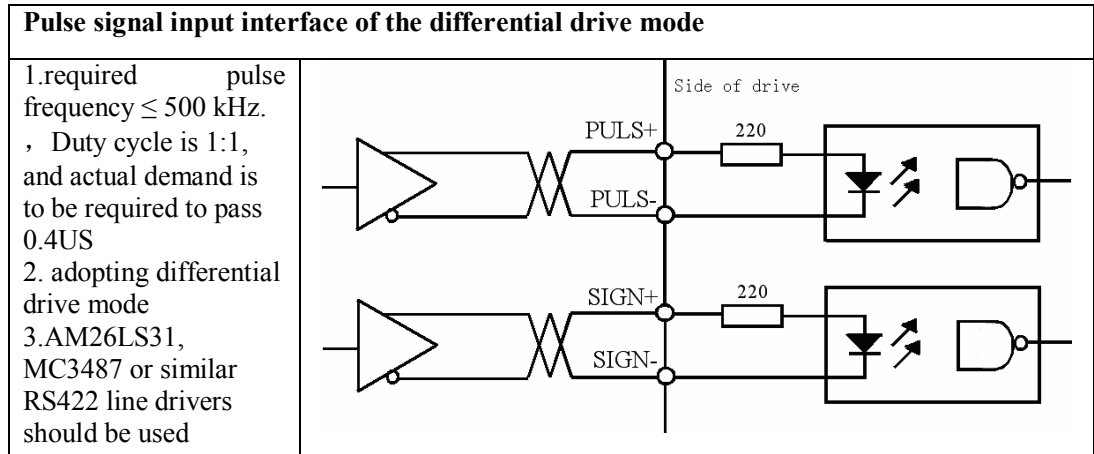 Pulse signal input interface of the differential drive mode
1.required pulse
frequency ≤ 500 kHz.
，Duty cycle is 1:1,
and actual demand is
to be required to pass
0.4US
2. adopting differential
drive mode
3.AM26LS31,
MC3487 or similar
RS422 line drivers
should be used
Side of drive
PULS+
220
PULS-
SIGN+
220
SIGN-